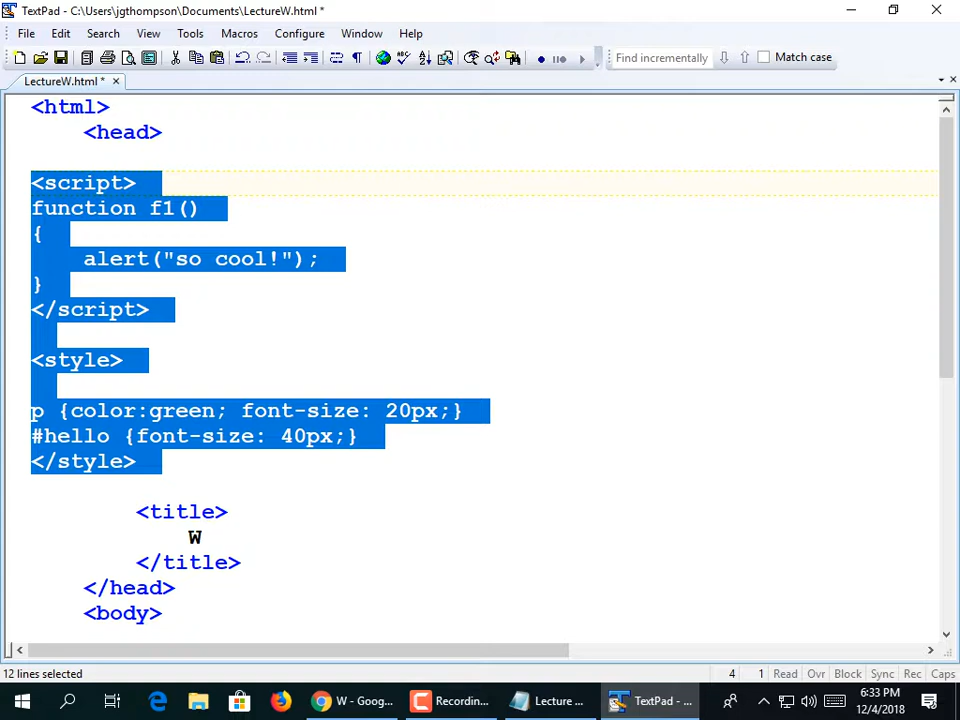 TextPad - C:\Users\jgthompson\Documents\LectureW.html *
File Edit Search View Tools Macros Configure Window Help
Find incrementally Match case
LectureW.html *
<html>
<head>
<script>
function f1()
{
alert("so cool!");
}
</script>
<style>
p {color:green; font-size: 20px;}
#hello {font-size: 40px;}
</style>
<title>
W
</title>
</head>
<body>
12 lines selected 4 1 Read Ovr Block Sync Rec Caps
W - Goog... Recording... Lecture ... TextPad - ... 6:33 PM
12/4/2018